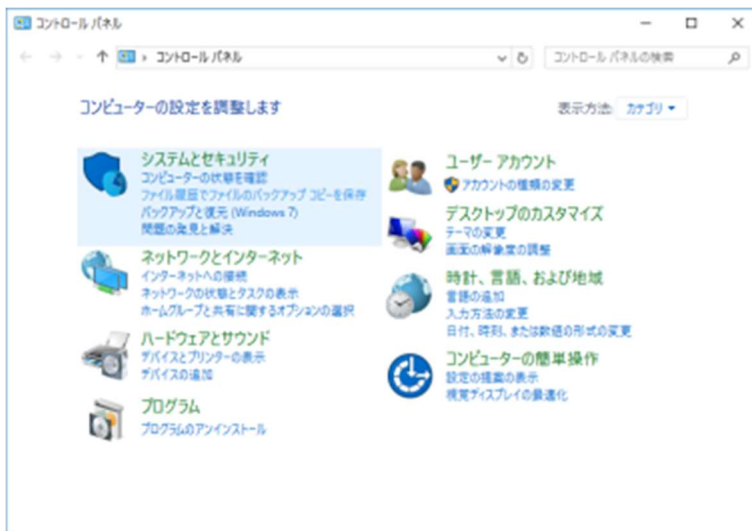 コントロール パネル
コントロール パネル
コントロール パネルの検索
コンピューターの設定を調整します
表示方法: カテゴリ
システムとセキュリティ
コンピューターの状態を確認
ファイル履歴でファイルのバックアップ コピーを保存
バックアップと復元 (Windows 7)
問題の発見と解決
ネットワークとインターネット
インターネットへの接続
ネットワークの状態とタスクの表示
ホームグループと共有に関するオプションの選択
ハードウェアとサウンド
デバイスとプリンターの表示
デバイスの追加
プログラム
プログラムのアンインストール
ユーザー アカウント
アカウントの種類の変更
デスクトップのカスタマイズ
テーマの変更
画面の解像度の調整
時計、言語、および地域
言語の追加
入力方法の変更
日付、時刻、または数値の形式の変更
コンピューターの簡単操作
設定の提案の表示
視覚ディスプレイの最適化